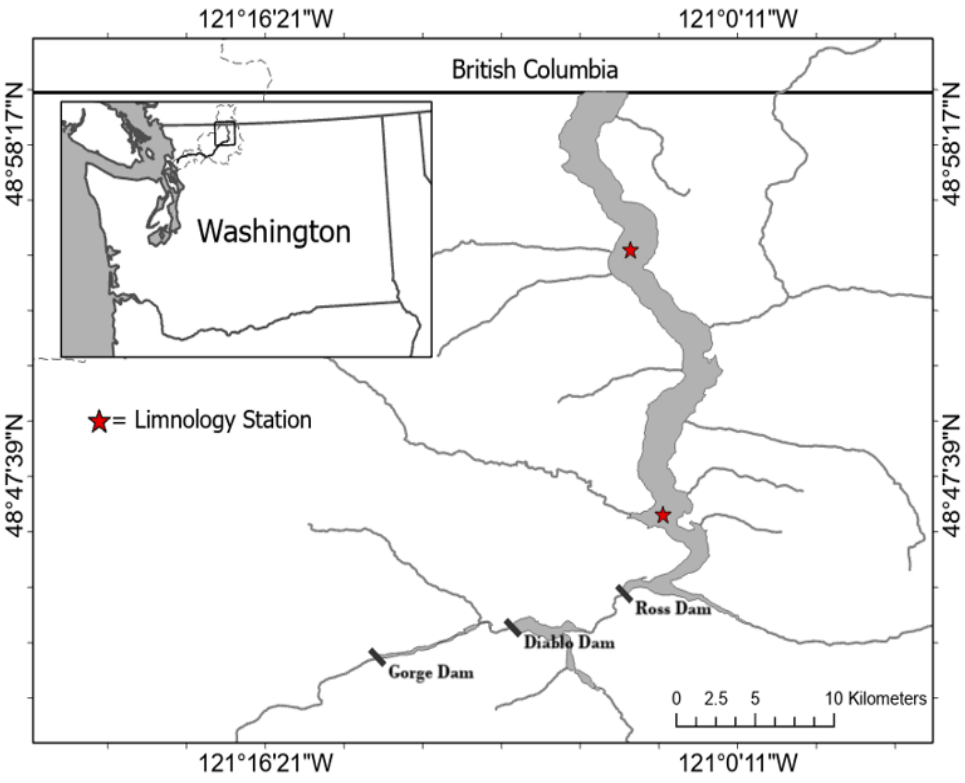 121°16'21"W 121°0'11"W
British Columbia
48°58'17"N 48°58'17"N
Washington
= Limnology Station
48°47'39"N 48°47'39"N
Ross Dam
Diablo Dam
Gorge Dam
0 2.5 5 10 Kilometers
121°16'21"W 121°0'11"W